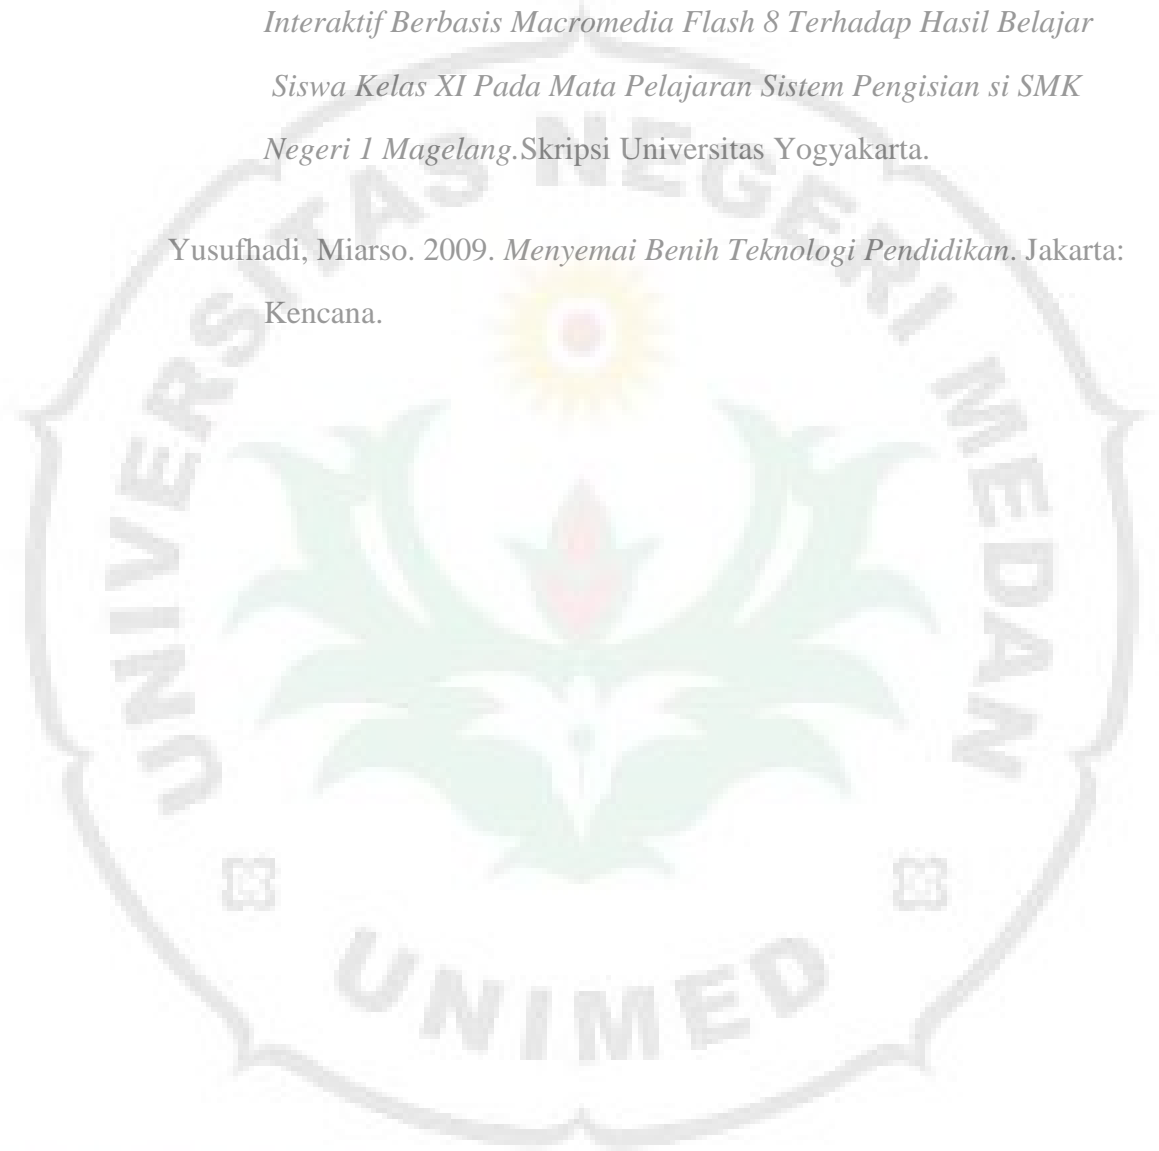 Interaktif Berbasis Macromedia Flash 8 Terhadap Hasil Belajar
Siswa Kelas XI Pada Mata Pelajaran Sistem Pengisian si SMK
Negeri 1 Magelang.Skripsi Universitas Yogyakarta.
Yusufhadi, Miarso. 2009. Menyemai Benih Teknologi Pendidikan. Jakarta:
Kencana.
UNIVERSITAS NEGERI MEDAN
UNIMED